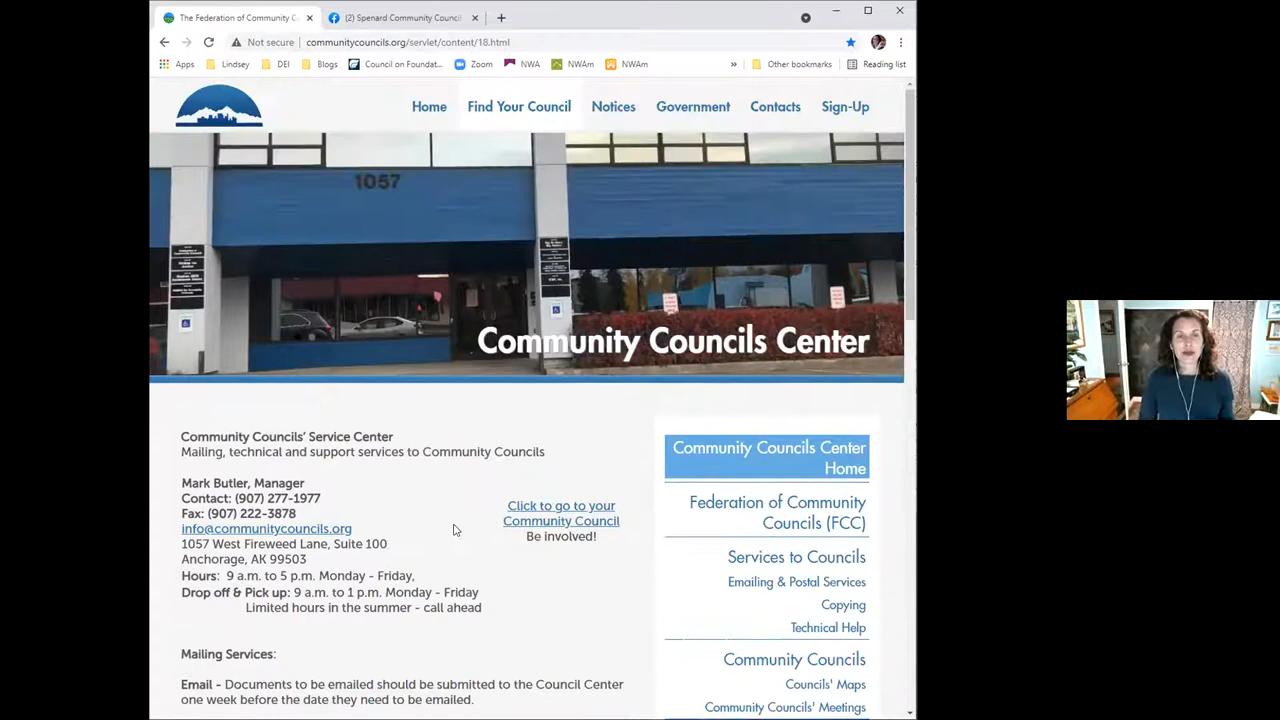 The Federation of Community C
(2) Spenard Community Council
Not secure
communitycouncils.org/servlet/content/18.html
Apps
Lindsey
DEI
Blogs
Council on Foundat...
Zoom
NWA
NWAm
NWAm
»
Other bookmarks
Reading list
Home
Find Your Council
Notices
Government
Contacts
Sign-Up
1057
Community Councils Center
Community Councils' Service Center
Mailing, technical and support services to Community Councils
Mark Butler, Manager
Contact: (907) 277-1977
Fax: (907) 222-3878
info@communitycouncils.org
1057 West Fireweed Lane, Suite 100
Anchorage, AK 99503
Hours: 9 a.m. to 5 p.m. Monday - Friday,
Drop off & Pick up: 9 a.m. to 1 p.m. Monday - Friday
Limited hours in the summer - call ahead
Click to go to your
Community Council
Be involved!
Mailing Services:
Email - Documents to be emailed should be submitted to the Council Center
one week before the date they need to be emailed.
Community Councils Center
Home
Federation of Community
Councils (FCC)
Services to Councils
Emailing & Postal Services
Copying
Technical Help
Community Councils
Councils' Maps
Community Councils' Meetings